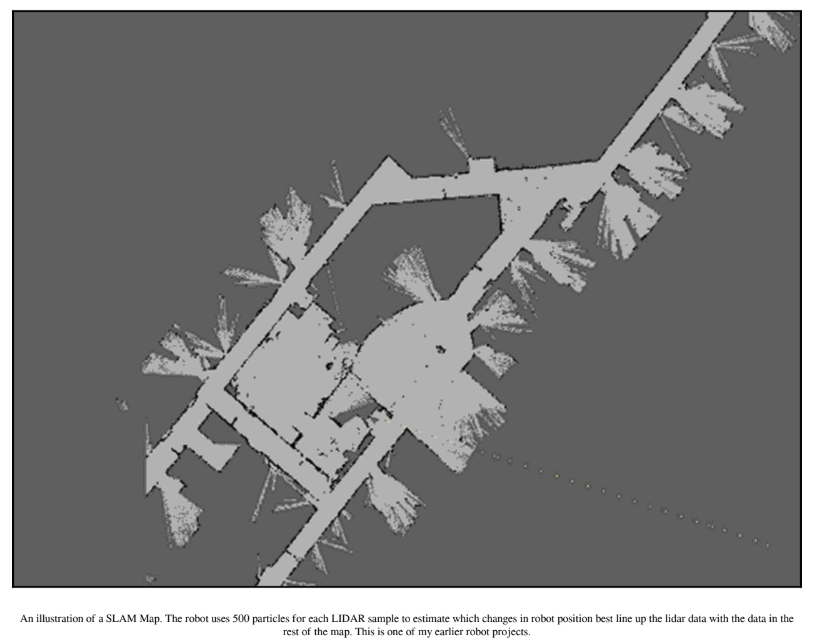 An illustration of a SLAM Map. The robot uses 500 particles for each LIDAR sample to estimate which changes in robot position best line up the lidar data with the data in the
rest of the map. This is one of my earlier robot projects.